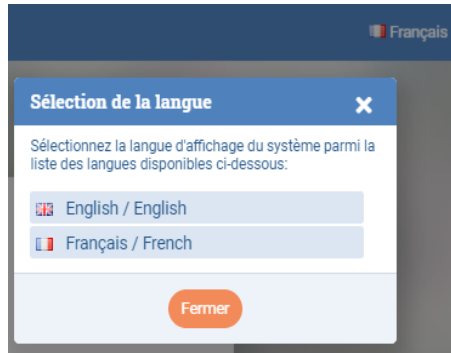 Français
Sélection de la langue
Sélectionnez la langue d'affichage du système parmi la
liste des langues disponibles ci-dessous:
English / English
Français / French
Fermer